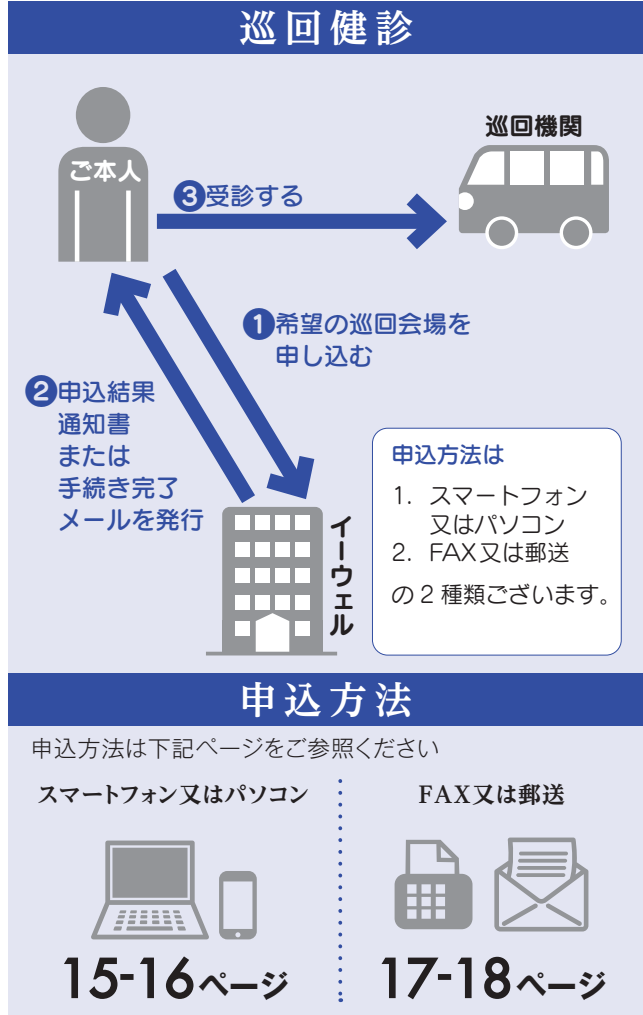 巡回健診
ご本人
巡回機関
❸受診する
❶希望の巡回会場を
申し込む
❷申込結果
通知書
または
手続き完了
メールを発行
イーウェル
申込方法は
1. スマートフォン
又はパソコン
2. FAX又は郵送
の2種類ございます。
申込方法
申込方法は下記ページをご参照ください
スマートフォン又はパソコン
15-16ページ
FAX又は郵送
17-18ページ